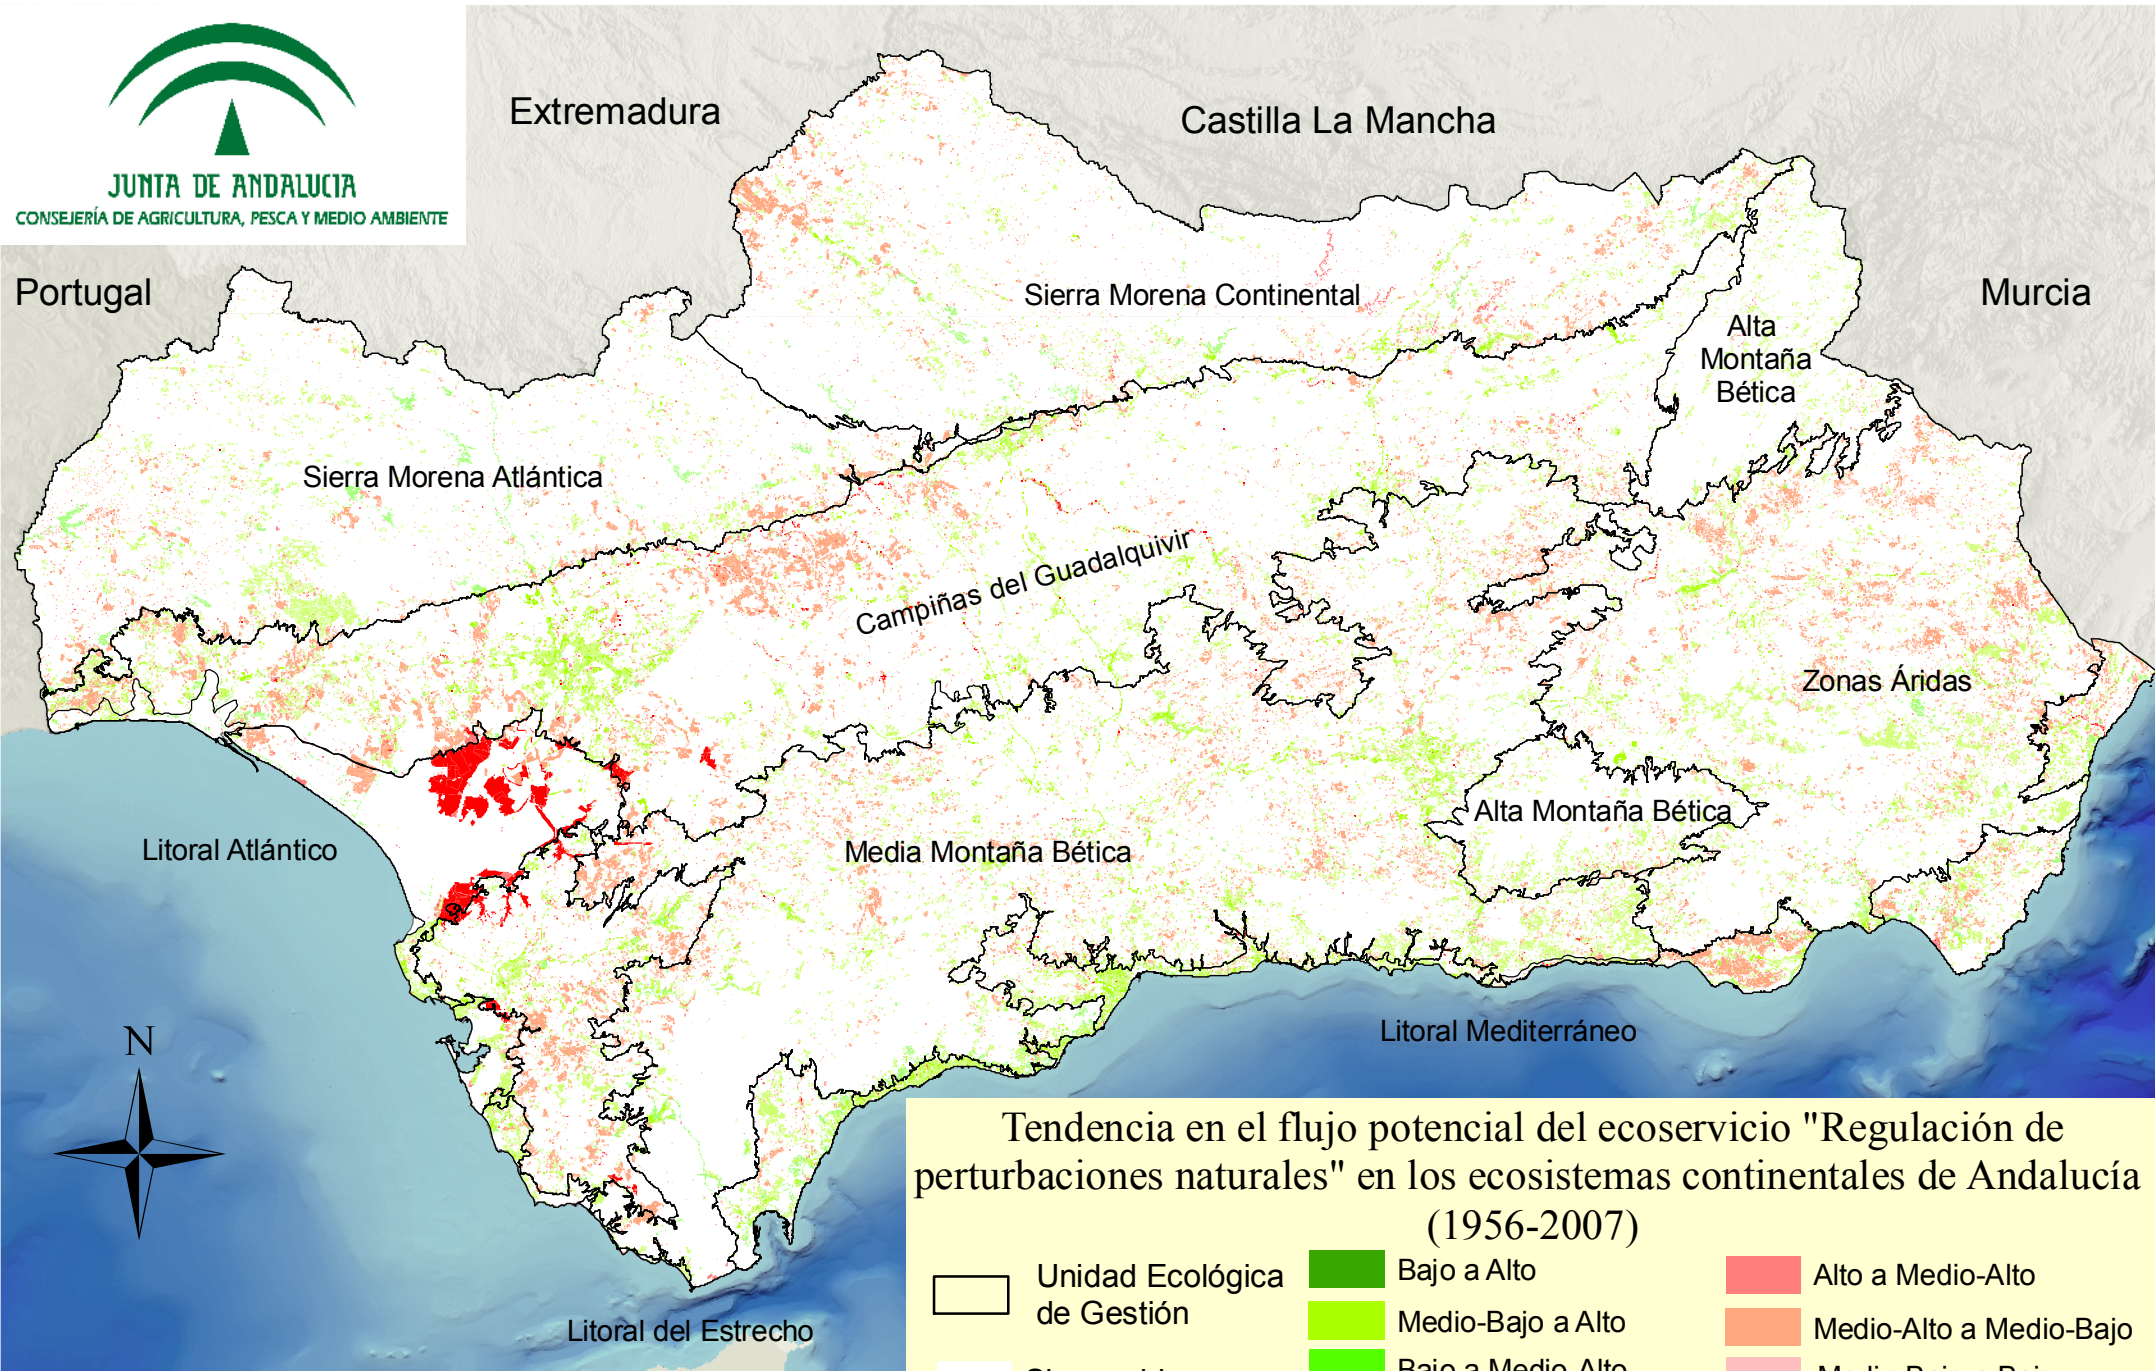 JUNTA DE ANDALUCIA
CONSEJERÍA DE AGRICULTURA, PESCA Y MEDIO AMBIENTE
Extremadura
Castilla La Mancha
Portugal
Murcia
Sierra Morena Continental
Alta
Montaña
Bética
Sierra Morena Atlántica
Campiñas del Guadalquivir
Zonas Áridas
Alta Montaña Bética
Litoral Atlántico
Media Montaña Bética
Litoral Mediterráneo
N
Litoral del Estrecho
Tendencia en el flujo potencial del ecoservicio "Regulación de
perturbaciones naturales" en los ecosistemas continentales de Andalucía
(1956-2007)
Unidad Ecológica
de Gestión
Bajo a Alto
Medio-Bajo a Alto
Bajo a Medio-Alto
Alto a Medio-Alto
Medio-Alto a Medio-Bajo